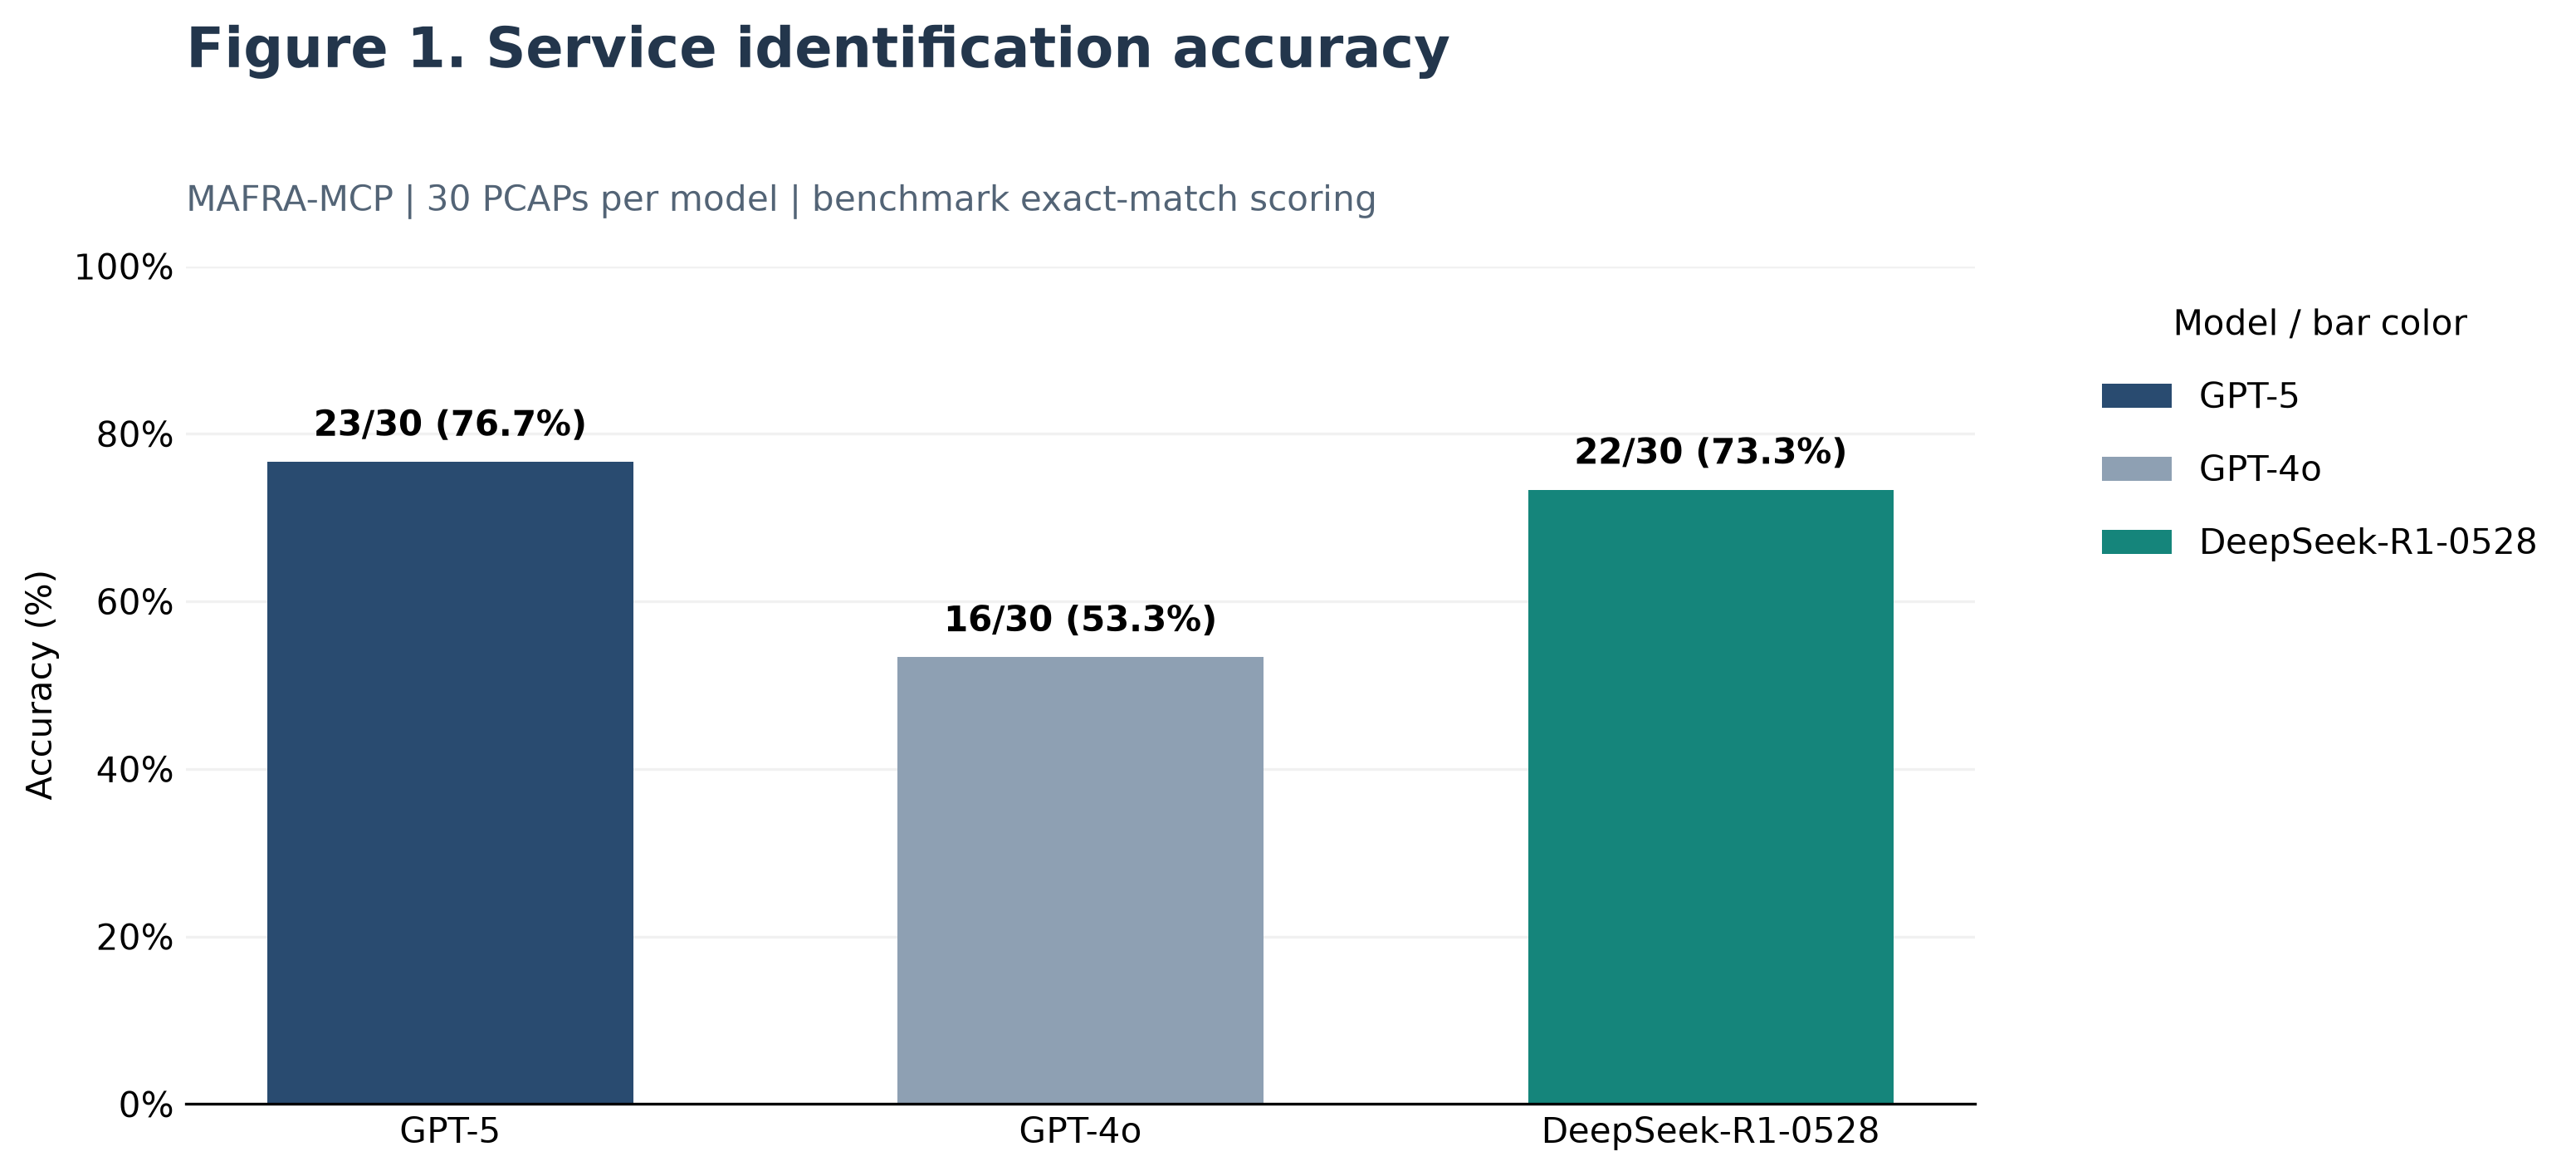 Figure 1. Service identification accuracy
MAFRA-MCP | 30 PCAPs per model | benchmark exact-match scoring
Accuracy (%)
100%
80%
60%
40%
20%
0%
23/30 (76.7%)
16/30 (53.3%)
22/30 (73.3%)
GPT-5
GPT-4o
DeepSeek-R1-0528
Model / bar color
GPT-5
GPT-4o
DeepSeek-R1-0528